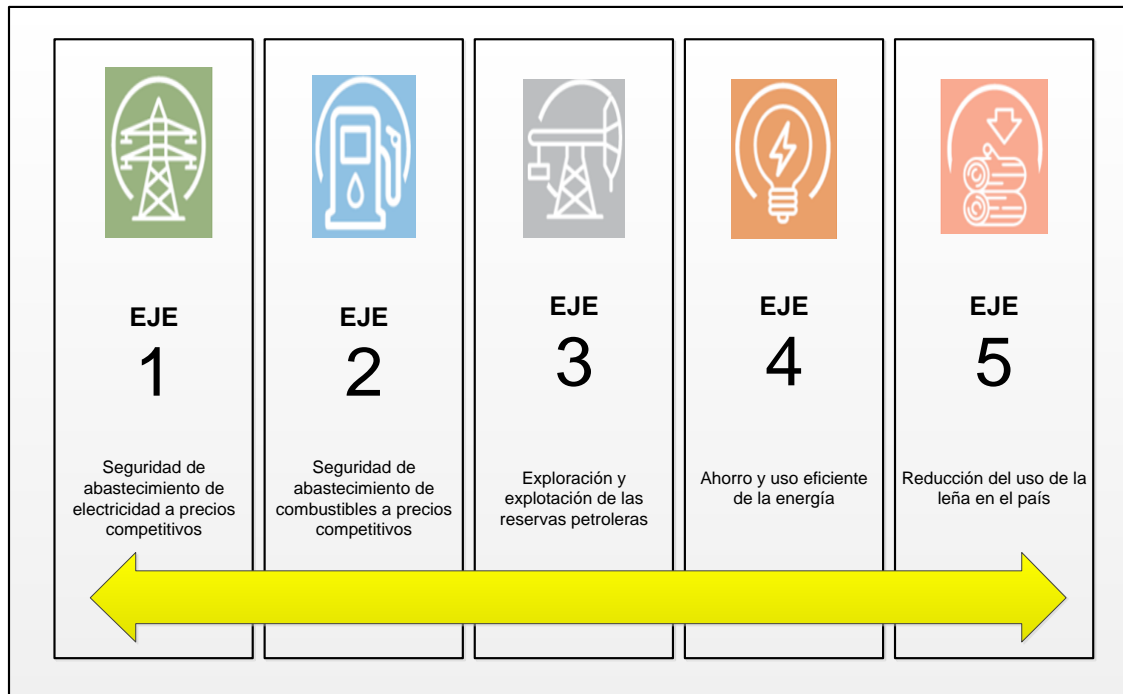 EJE
1
Seguridad de
abastecimiento de
electricidad a precios
competitivos
EJE
2
Seguridad de
abastecimiento de
combustibles a precios
competitivos
EJE
3
Exploración y
explotación de las
reservas petroleras
EJE
4
Ahorro y uso eficiente
de la energía
EJE
5
Reducción del uso de la
leña en el país